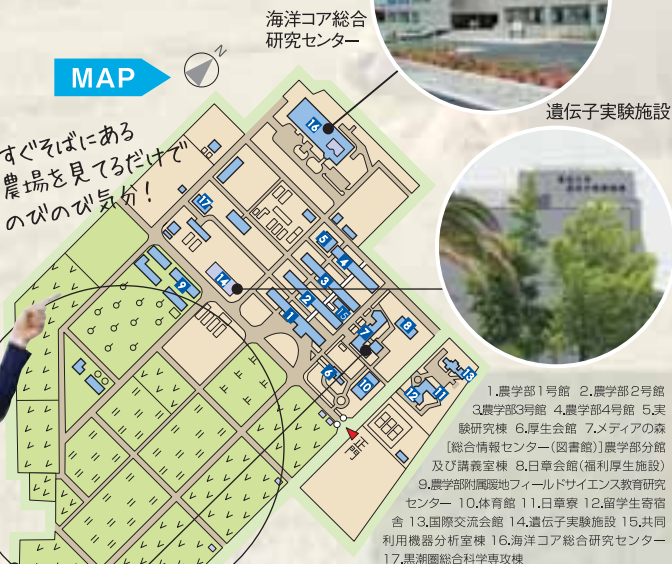 海洋コア総合
研究センター
MAP
N
遺伝子実験施設
すぐそばにある
農場を見てるだけで
のびのび気分！
16
17
5
4
3
14
2
15
9
1
7
8
6
10
13
11
12
正門
1.農学部1号館 2.農学部2号館
3.農学部3号館 4.農学部4号館 5.実
験研究棟 6.厚生会館 7.メディアの森
[総合情報センター(図書館)]農学部分館
及び講義室棟 8.日章会館(福利厚生施設)
9.農学部附属暖地フィールドサイエンス教育研究
センター 10.体育館 11.日章寮 12.留学生寄宿
舎 13.国際交流会館 14.遺伝子実験施設 15.共同
利用機器分析室棟 16.海洋コア総合研究センター
17.黒潮圏総合科学専攻棟